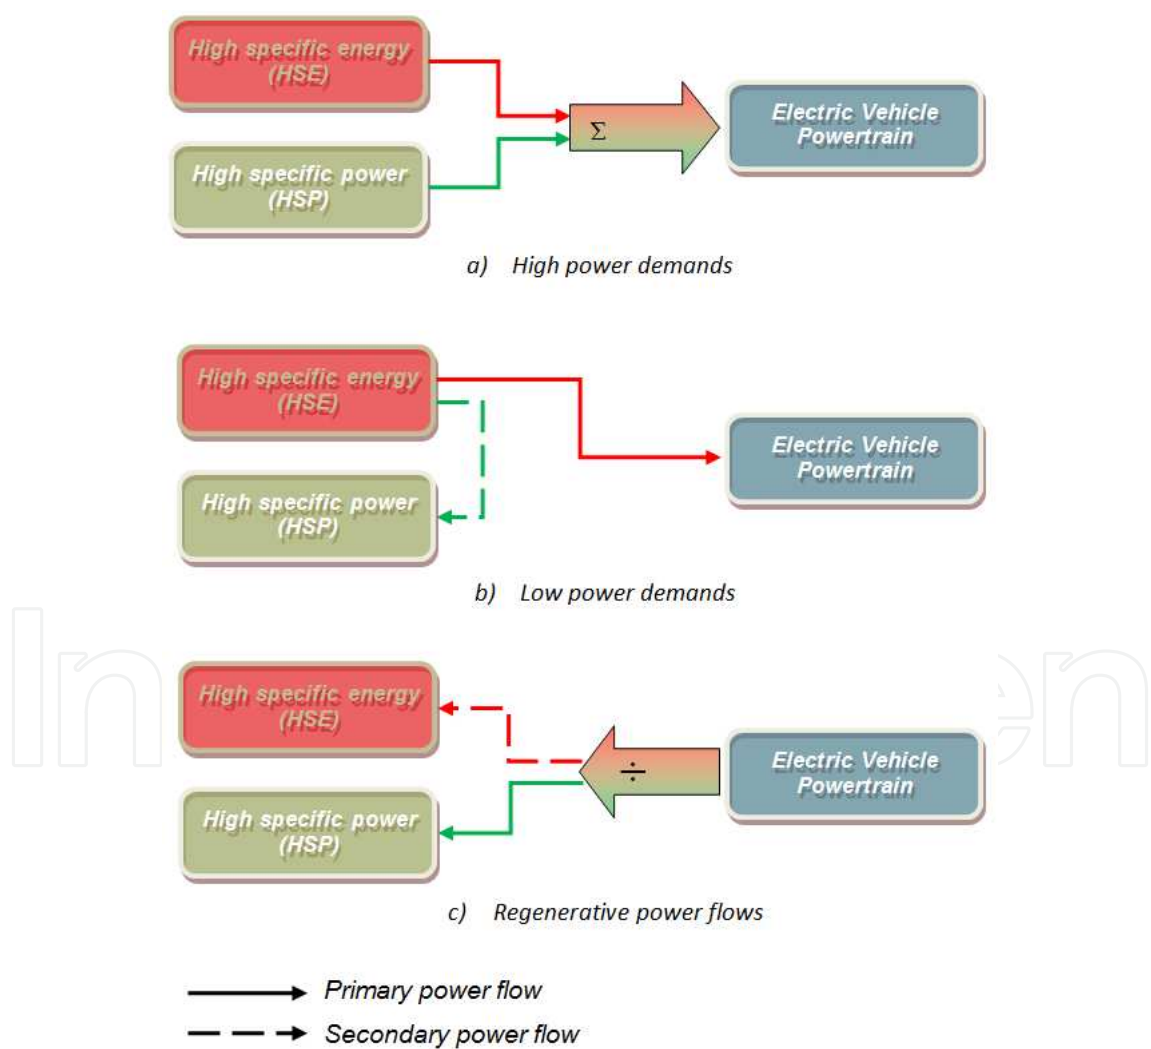 High specific energy
(HSE)
Electric Vehicle
Powertrain
Σ
High specific power
(HSP)
a) High power demands
High specific energy
(HSE)
Electric Vehicle
Powertrain
High specific power
(HSP)
b) Low power demands
High specific energy
(HSE)
Electric Vehicle
Powertrain
÷
High specific power
(HSP)
c) Regenerative power flows
Primary power flow
Secondary power flow